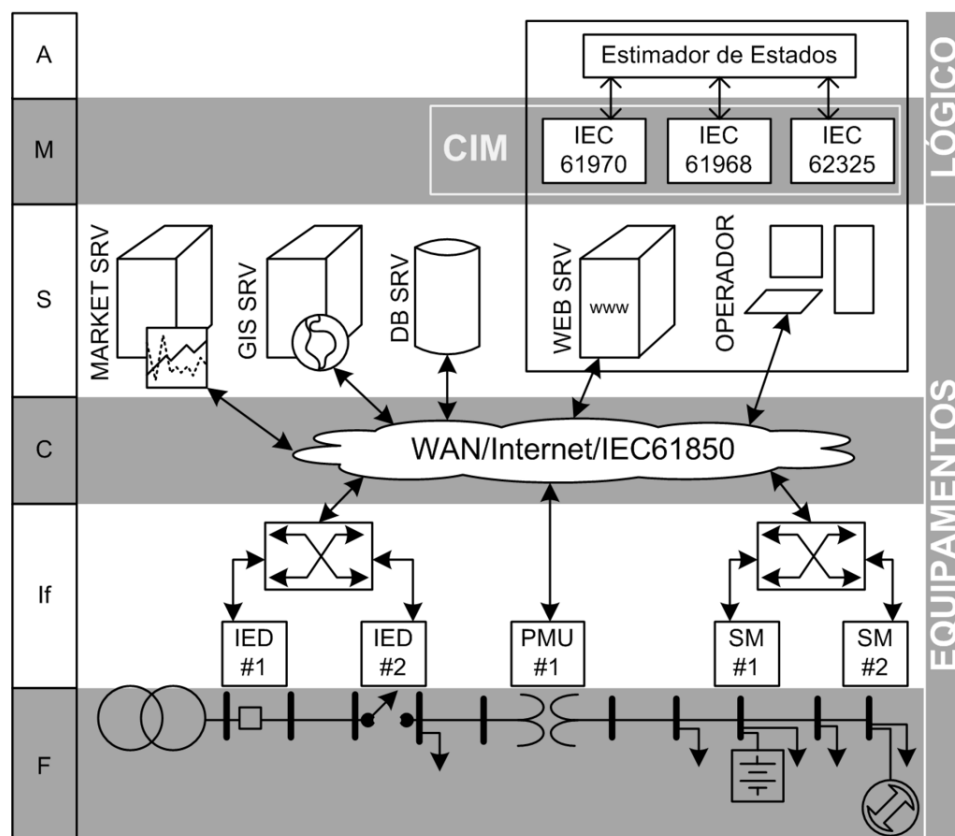 A
Estimador de Estados
LÓGICO
M
CIM
IEC
61970
IEC
61968
IEC
62325
S
MARKET SRV
GIS SRV
DB SRV
WEB SRV
www
OPERADOR
EQUIPAMENTOS
C
WAN/Internet/IEC61850
If
IED
#1
IED
#2
PMU
#1
SM
#1
SM
#2
F